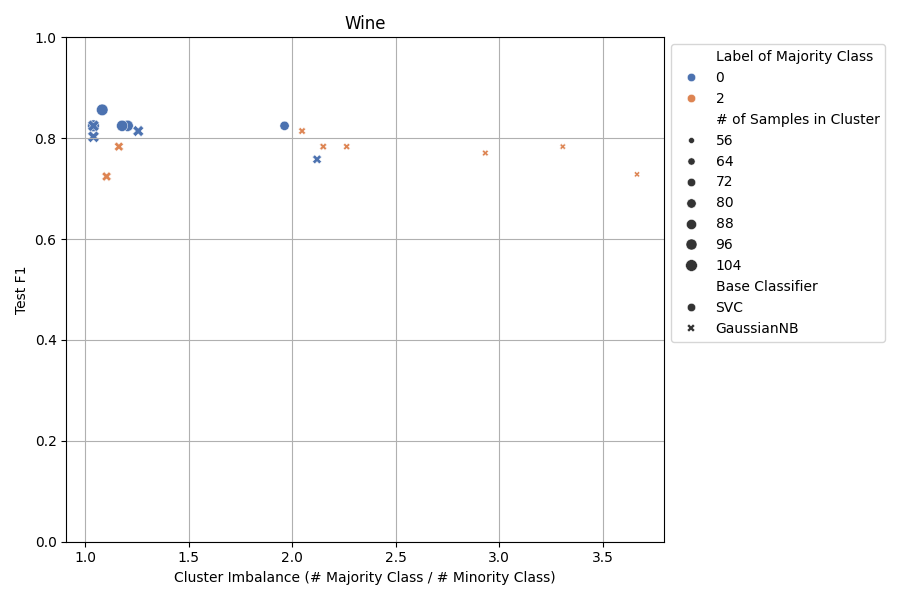 Wine
1.0
0.8
0.6
0.4
0.2
0.0
Test F1
1.0 1.5 2.0 2.5 3.0 3.5
Cluster Imbalance (# Majority Class / # Minority Class)
Label of Majority Class
0
2
# of Samples in Cluster
56
64
72
80
88
96
104
Base Classifier
SVC
GaussianNB